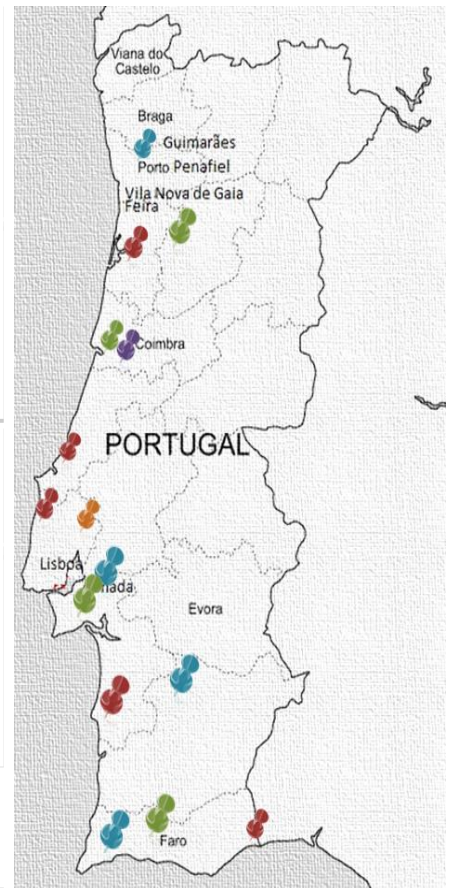 Viana do
Castelo
Braga
Guimarães
Porto Penafiel
Vila Nova de Gaia
Feira
Coimbra
PORTUGAL
Lisboa
Evora
Faro